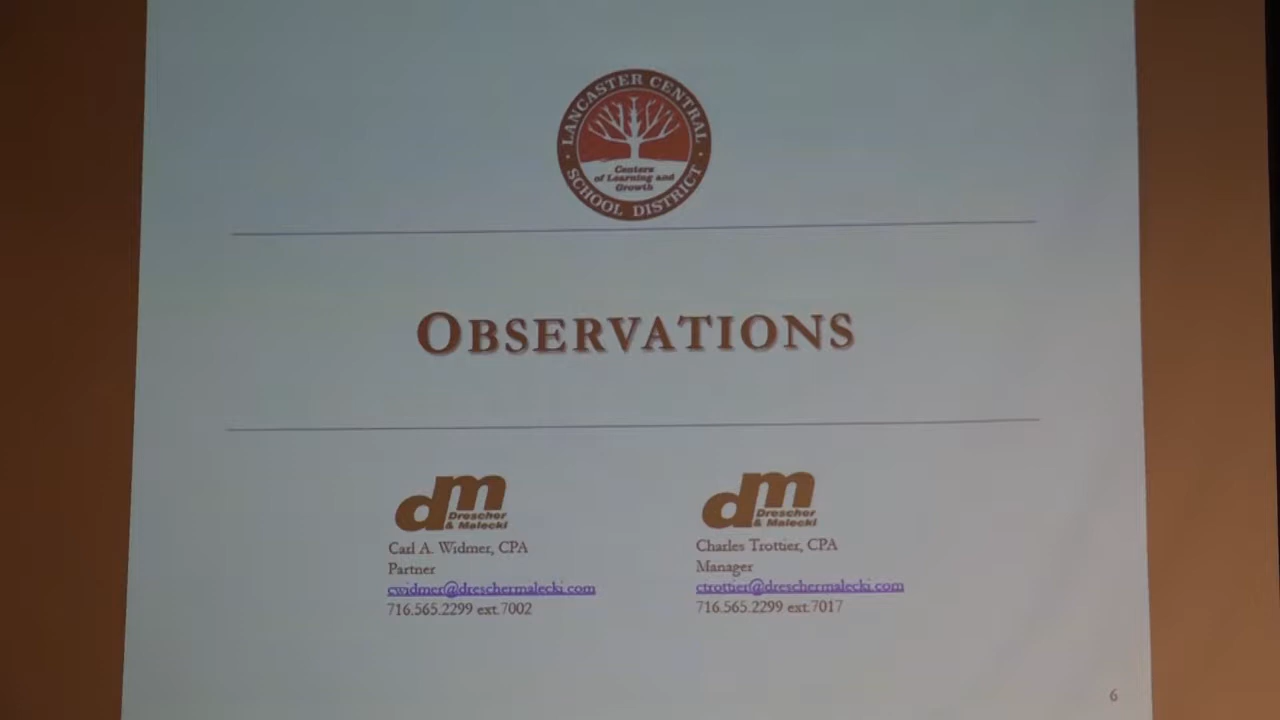 LANCASTER CENTRAL
Centers
of Learning and
Growth
SCHOOL DISTRICT
OBSERVATIONS
dm
Drescher
& Malecki
Carl A. Widmer, CPA
Partner
cwidmer@dreschermalecki.com
716.565.2299 ext.7002
dm
Drescher
& Malecki
Charles Trottier, CPA
Manager
ctrottier@dreschermalecki.com
716.565.2299 ext.7017
6